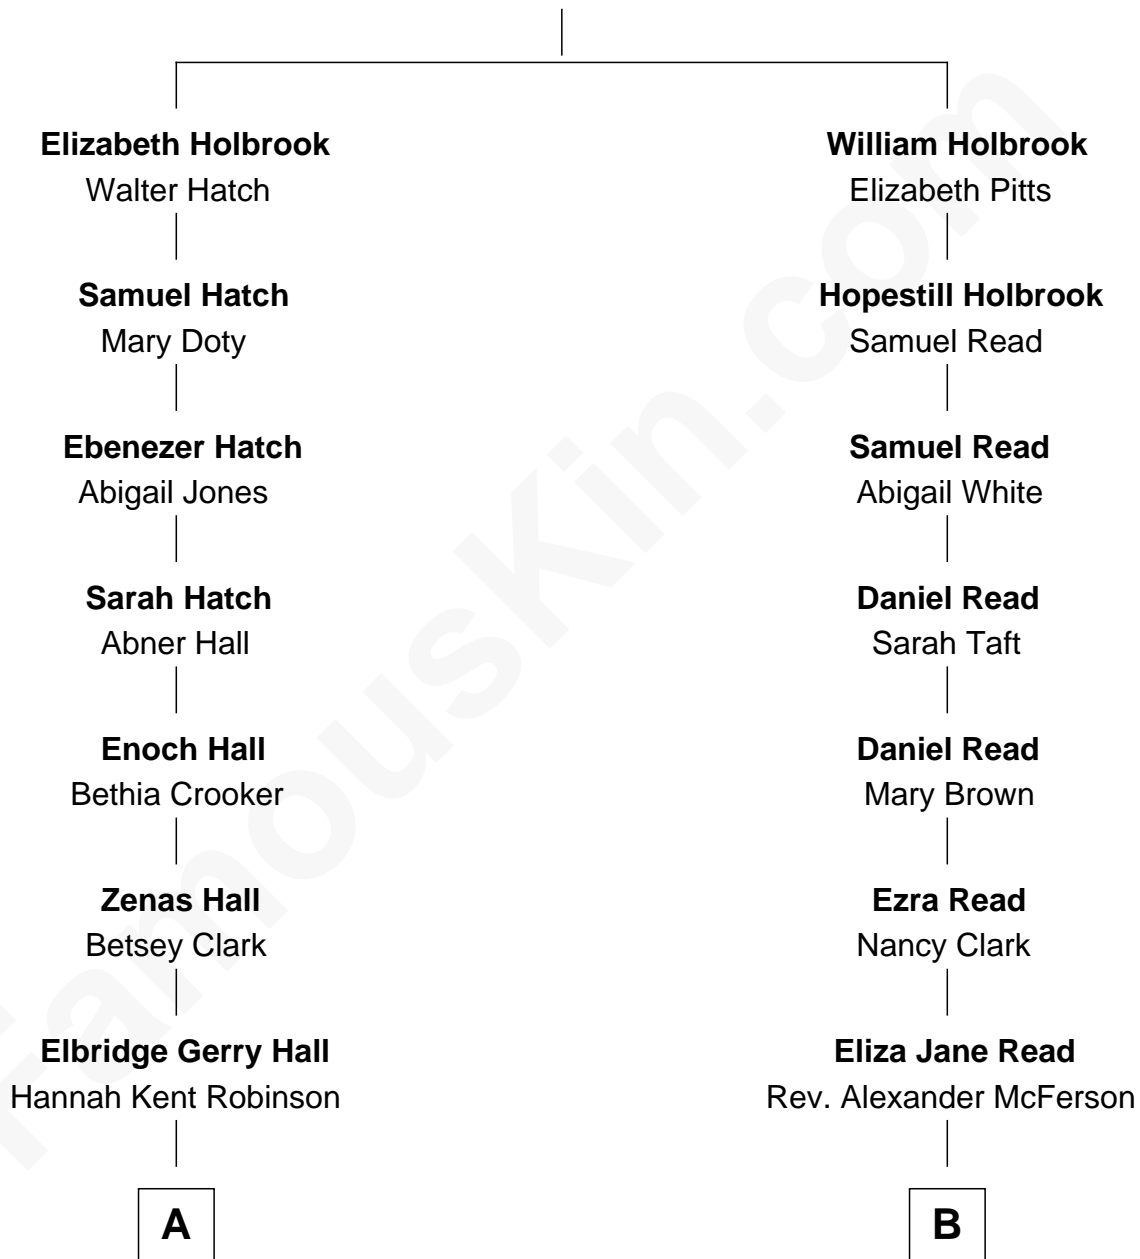 Elizabeth Holbrook
Walter Hatch
Samuel Hatch
Mary Doty
Ebenezer Hatch
Abigail Jones
Sarah Hatch
Abner Hall
Enoch Hall
Bethia Crooker
Zenas Hall
Betsey Clark
Elbridge Gerry Hall
Hannah Kent Robinson
A
William Holbrook
Elizabeth Pitts
Hopestill Holbrook
Samuel Read
Samuel Read
Abigail White
Daniel Read
Sarah Taft
Daniel Read
Mary Brown
Ezra Read
Nancy Clark
Eliza Jane Read
Rev. Alexander McFerson
B
FamousKin.com